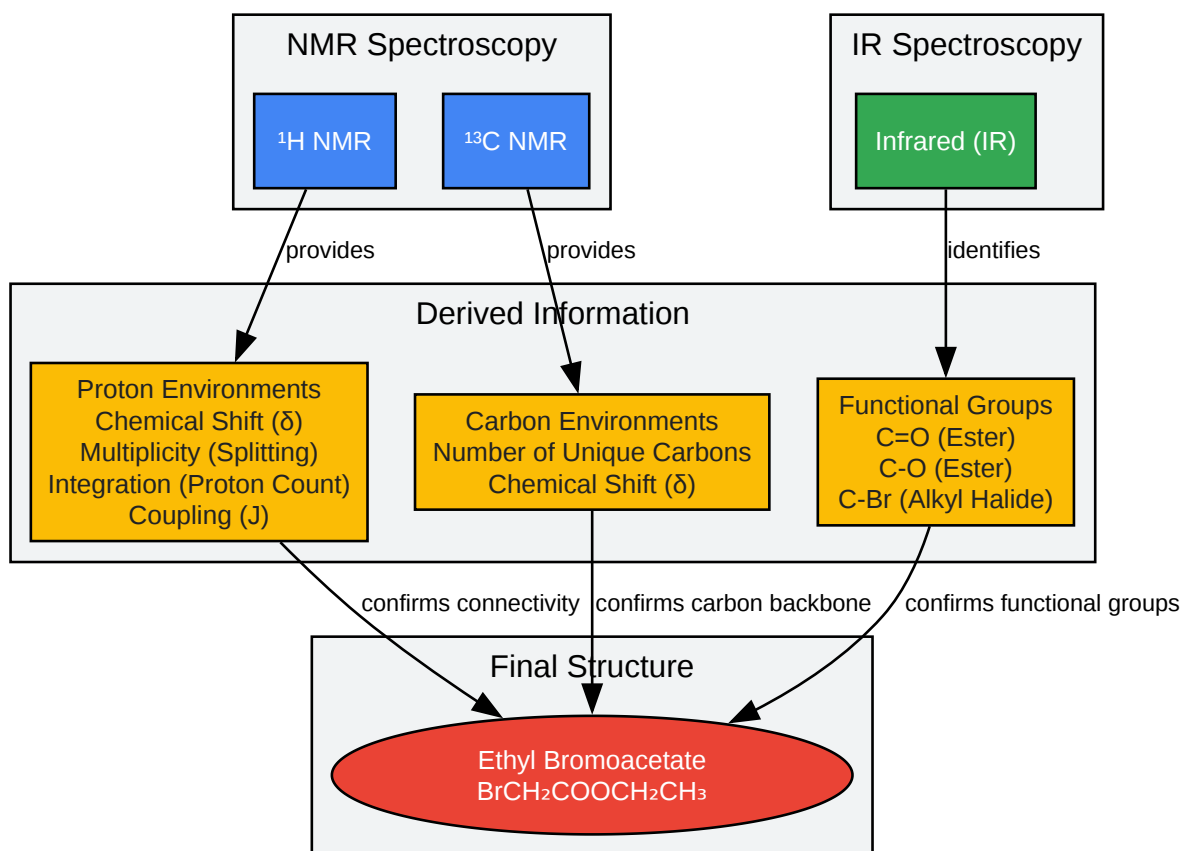 NMR Spectroscopy
IR Spectroscopy
¹H NMR
¹³C NMR
Infrared (IR)
provides
provides
identifies
Derived Information
Proton Environments
Chemical Shift (δ)
Multiplicity (Splitting)
Integration (Proton Count)
Coupling (J)
Carbon Environments
Number of Unique Carbons
Chemical Shift (δ)
Functional Groups
C=O (Ester)
C-O (Ester)
C-Br (Alkyl Halide)
confirms connectivity
confirms carbon backbone
confirms functional groups
Final Structure
Ethyl Bromoacetate
BrCH₂COOCH₂CH₃